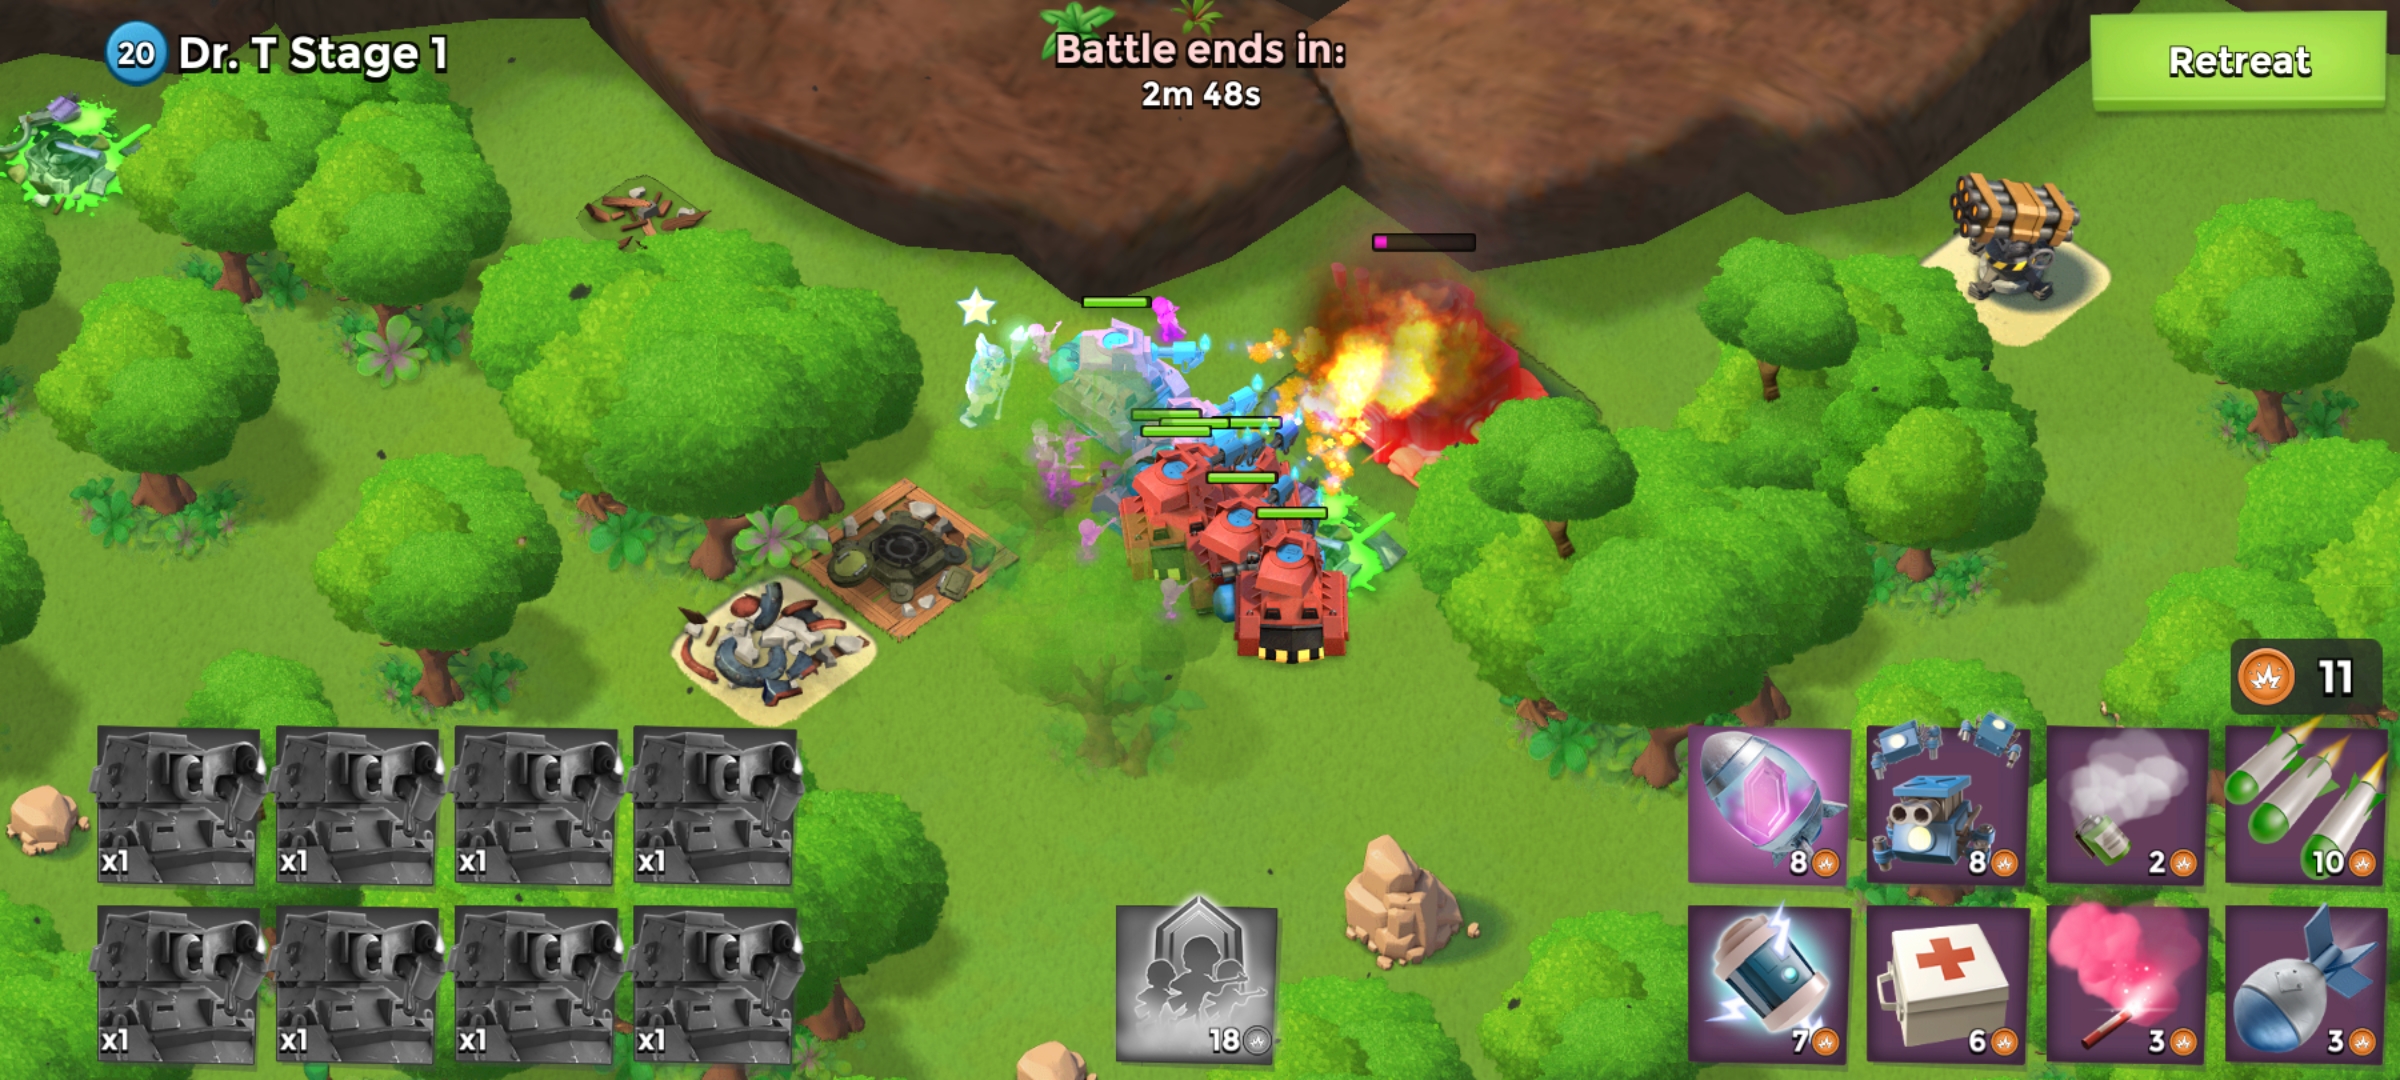 20 Dr. T Stage 1
Battle ends in:
2m 48s
Retreat
11
x1 x1 x1 x1
8 8 2 10
x1 x1 x1 x1
18
7 6 3 3